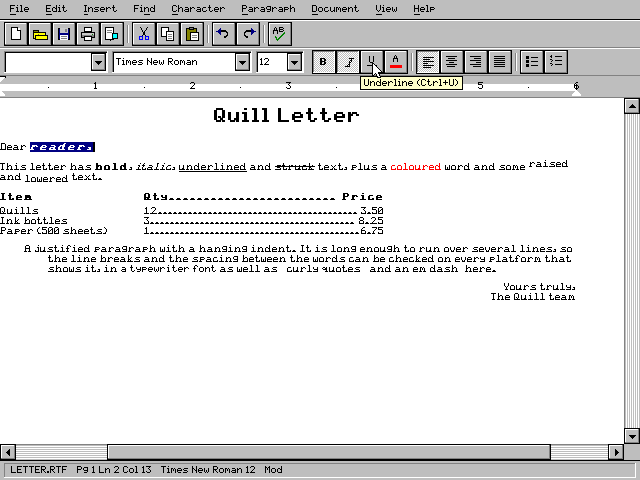 File Edit Insert Find Character Paragraph Document View Help
AB
Times New Roman 12 B I U A
Underline (Ctrl+U)
1 2 3 5 6
Quill Letter
Dear reader,
This letter has bold, italic, underlined and struck text, plus a coloured word and some raised
and lowered text.
Item Qty........................... Price
Quills 12................................................ 3.50
Ink bottles 3.................................................. 8.25
Paper (500 sheets) 1..................................................6.75
A justified paragraph with a hanging indent. It is long enough to run over several lines, so
the line breaks and the spacing between the words can be checked on every platform that
shows it, in a typewriter font as well as curly quotes and an em dash here.
Yours truly,
The Quill team
LETTER.RTF Pg 1 Ln 2 Col 13 Times New Roman 12 Mod